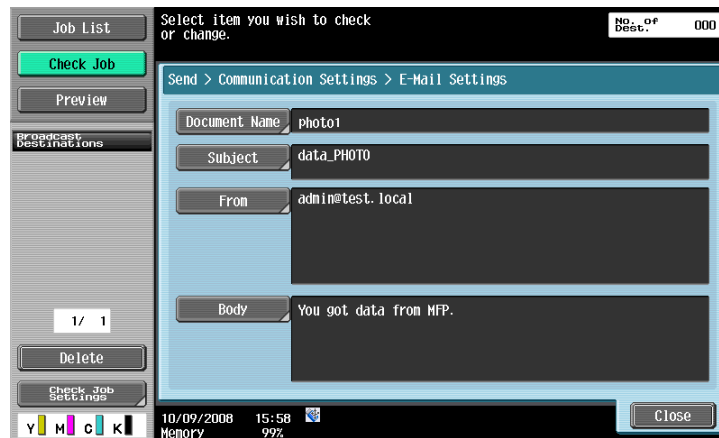 Job List
Check Job
Preview
Broadcast
Destinations
1/ 1
Delete
Check Job
Settings
Y M C K
Select item you wish to check
or change.
No. of
Dest. 000
Send > Communication Settings > E-Mail Settings
Document Name photo1
Subject data_PHOTO
From admin@test.local
Body You got data from MFP.
Close
10/09/2008 15:58
Memory 99%